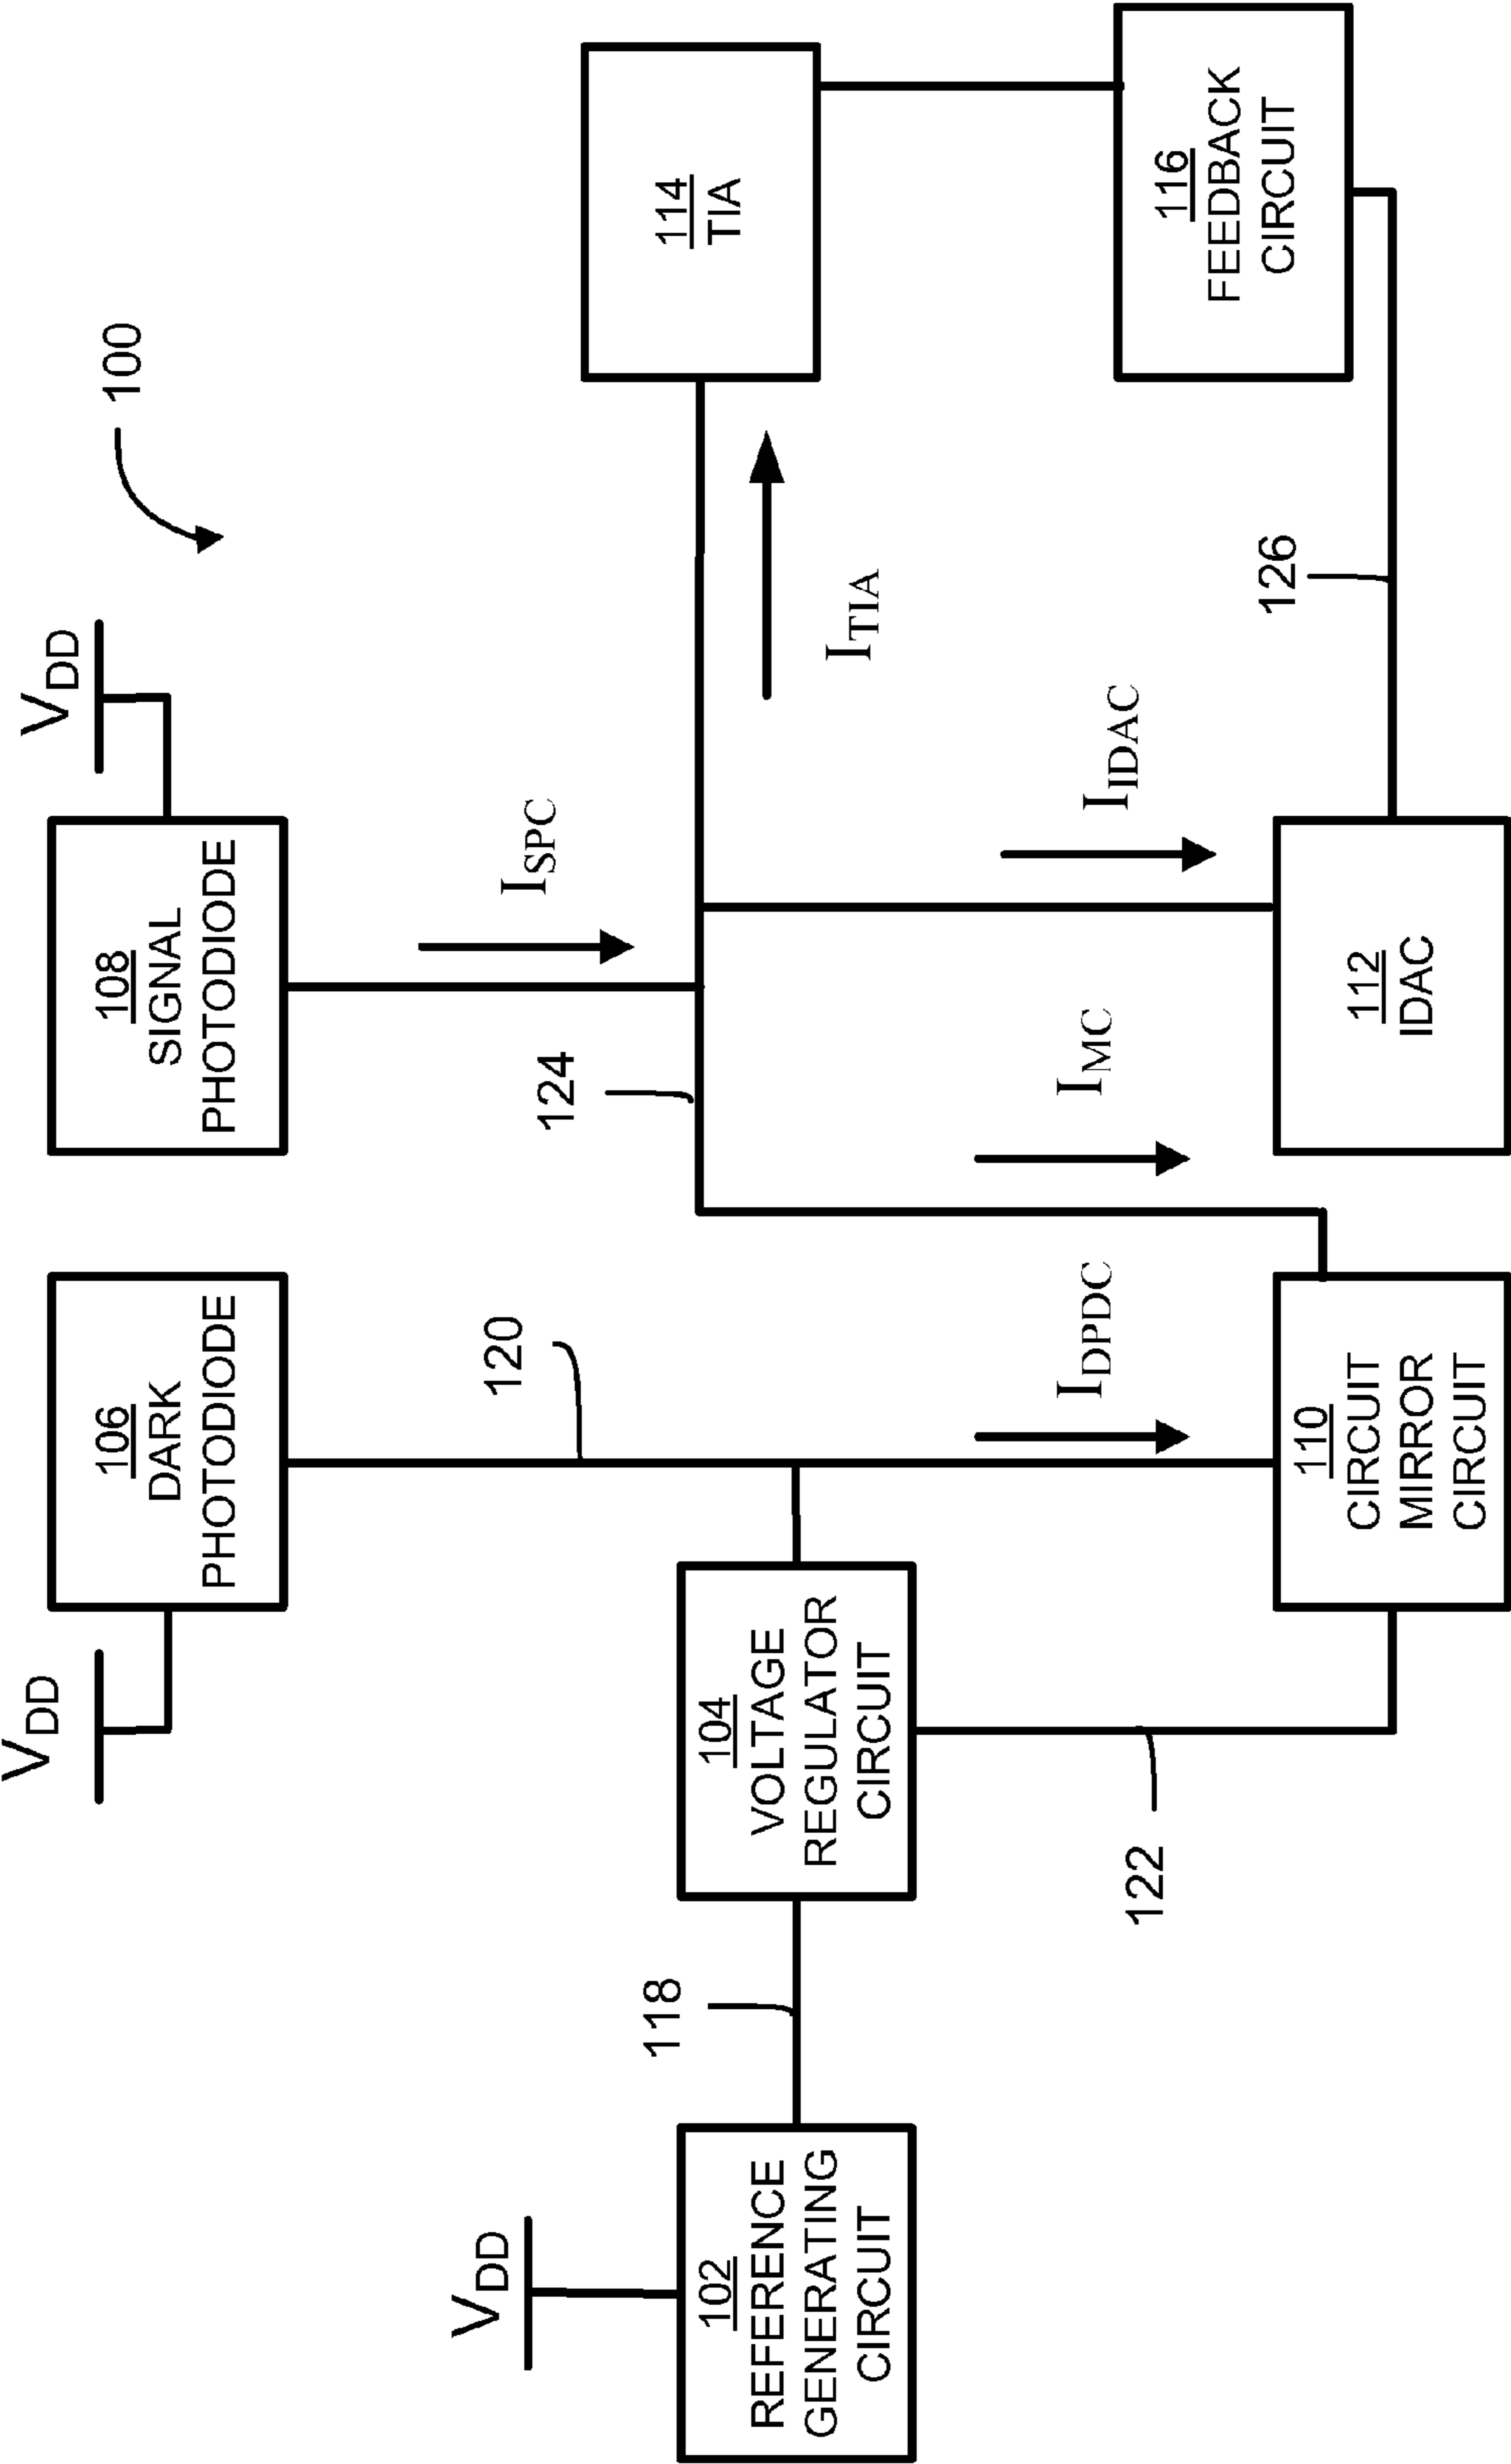 100
V_DD
V_DD
V_DD
102
REFERENCE
GENERATING
CIRCUIT
118
104
VOLTAGE
REGULATOR
CIRCUIT
122
106
DARK
PHOTODIODE
120
I_DPDC
110
CIRCUIT
MIRROR
CIRCUIT
108
SIGNAL
PHOTODIODE
I_SPC
124
I_MC
I_IDAC
112
IDAC
I_TIA
114
TIA
116
FEEDBACK
CIRCUIT
126